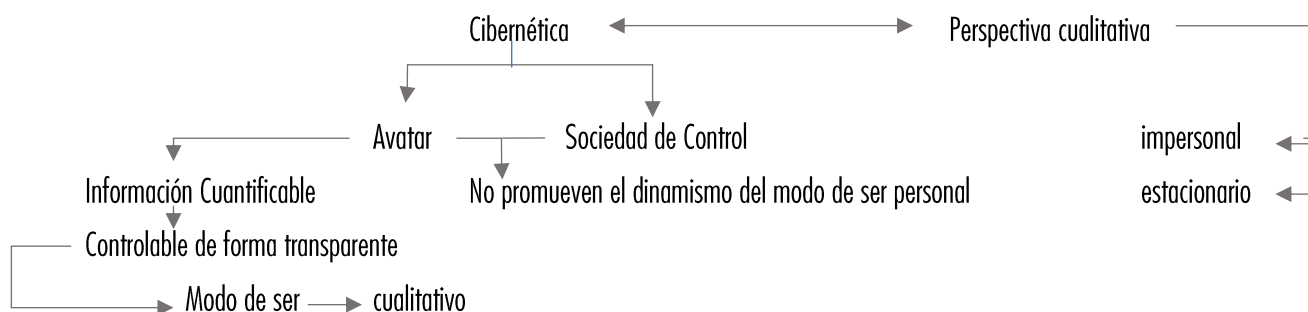 Cibernética Perspectiva cualitativa
Avatar Sociedad de Control impersonal
Información Cuantificable No promueven el dinamismo del modo de ser personal estacionario
Controlable de forma transparente
Modo de ser cualitativo